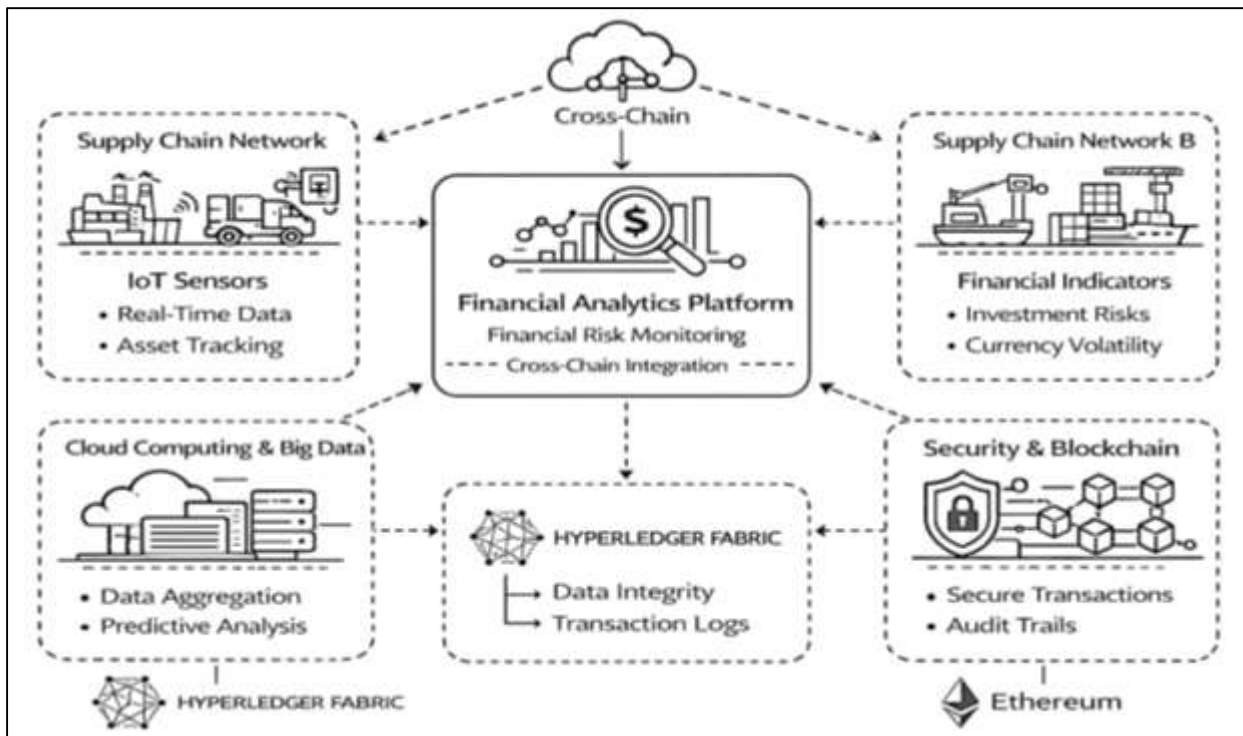 Cross-Chain
Supply Chain Network
IoT Sensors
• Real-Time Data
• Asset Tracking
$
Financial Analytics Platform
Financial Risk Monitoring
Cross-Chain Integration
Supply Chain Network B
Financial Indicators
• Investment Risks
• Currency Volatility
Cloud Computing & Big Data
• Data Aggregation
• Predictive Analysis
HYPERLEDGER FABRIC
HYPERLEDGER FABRIC
Data Integrity
Transaction Logs
Security & Blockchain
• Secure Transactions
• Audit Trails
Ethereum